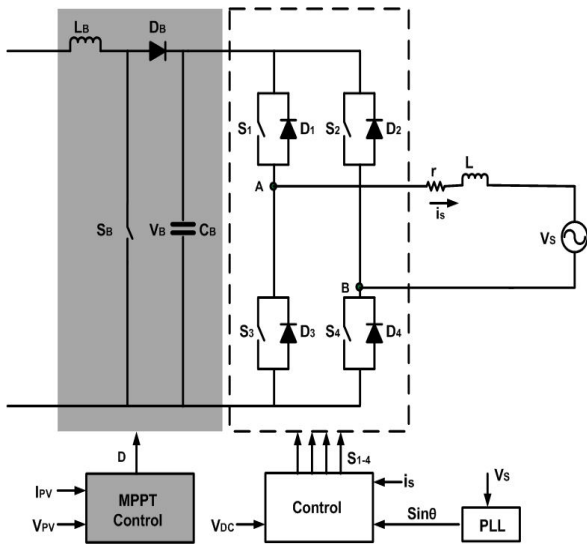 LB
DB
SB
VB
CB
S1
D1
S2
D2
A
r
L
is
VS
B
S3
D3
S4
D4
D
S1-4
IPV
VPV
MPPT
Control
VDC
Control
is
Sinθ
VS
PLL